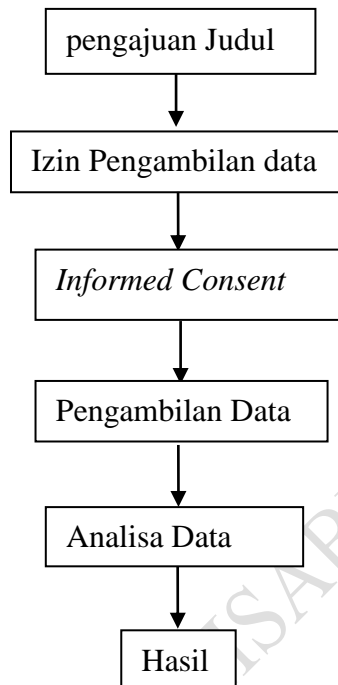 pengajuan Judul
Izin Pengambilan data
Informed Consent
Pengambilan Data
Analisa Data
Hasil